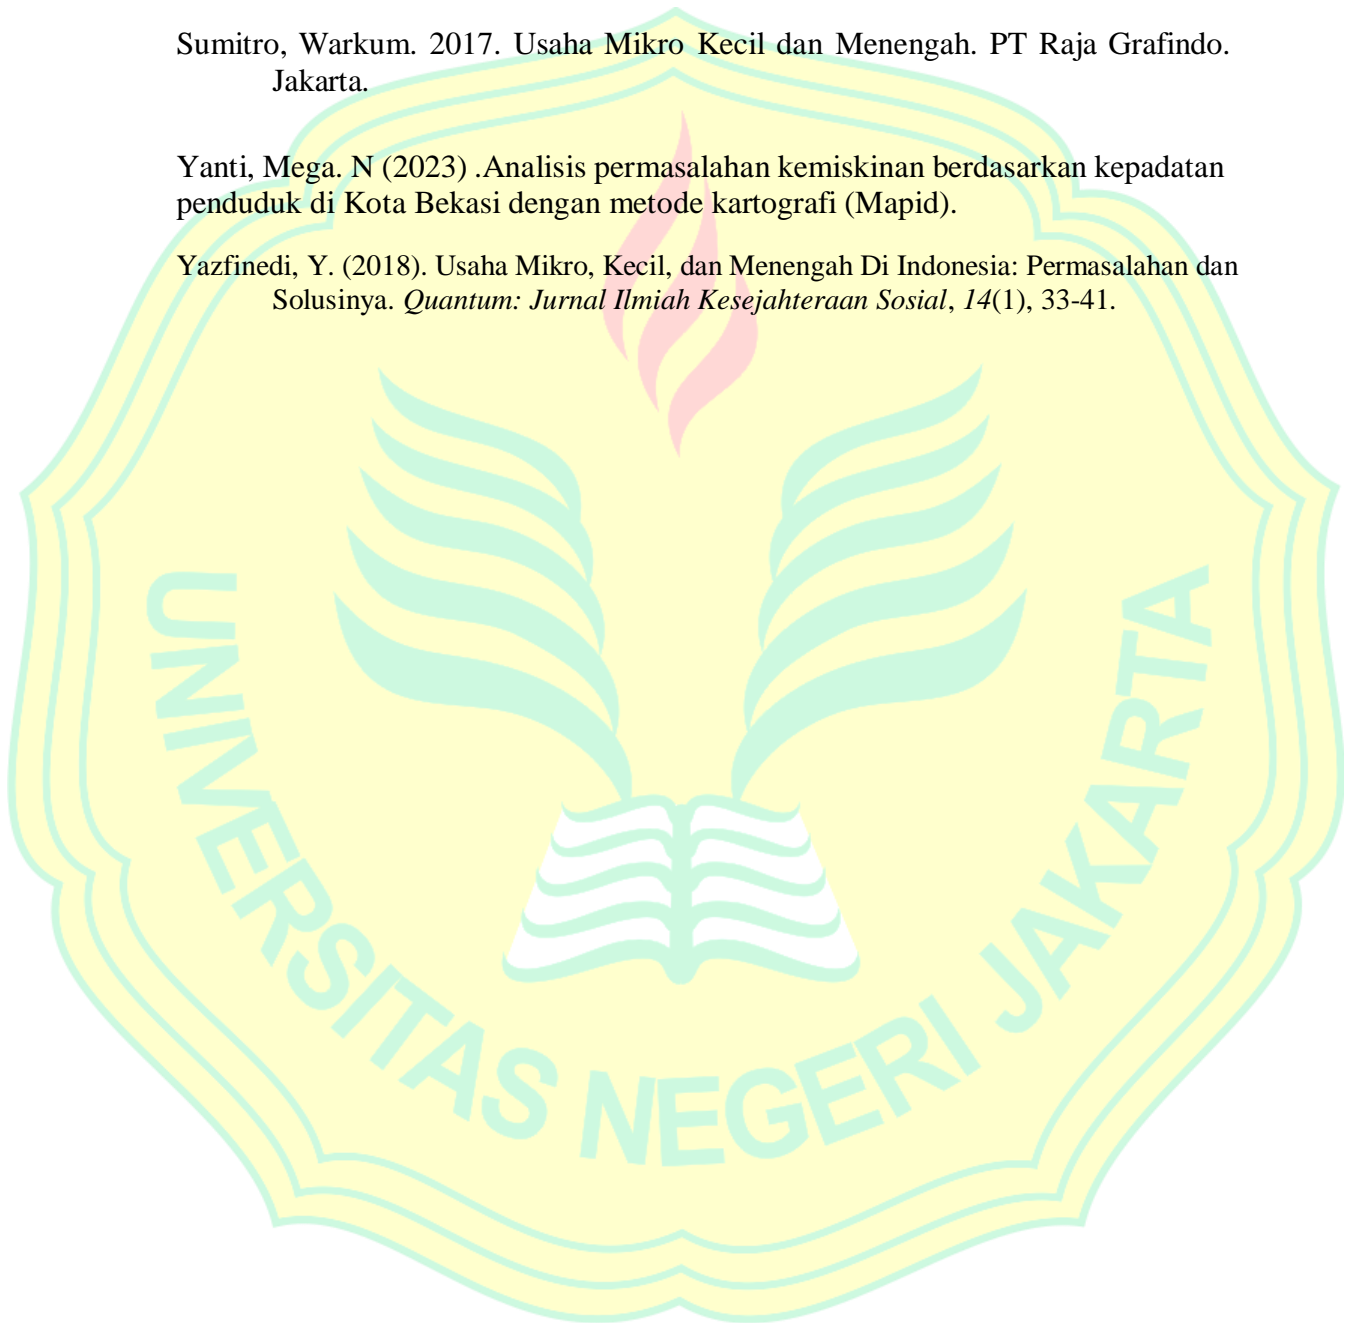 Sumitro, Warkum. 2017. Usaha Mikro Kecil dan Menengah. PT Raja Grafindo.
Jakarta.
Yanti, Mega. N (2023) .Analisis permasalahan kemiskinan berdasarkan kepadatan
penduduk di Kota Bekasi dengan metode kartografi (Mapid).
Yazfinedi, Y. (2018). Usaha Mikro, Kecil, dan Menengah Di Indonesia: Permasalahan dan
Solusinya. Quantum: Jurnal Ilmiah Kesejahteraan Sosial, 14(1), 33-41.
UNIVERSITAS NEGERI JAKARTA